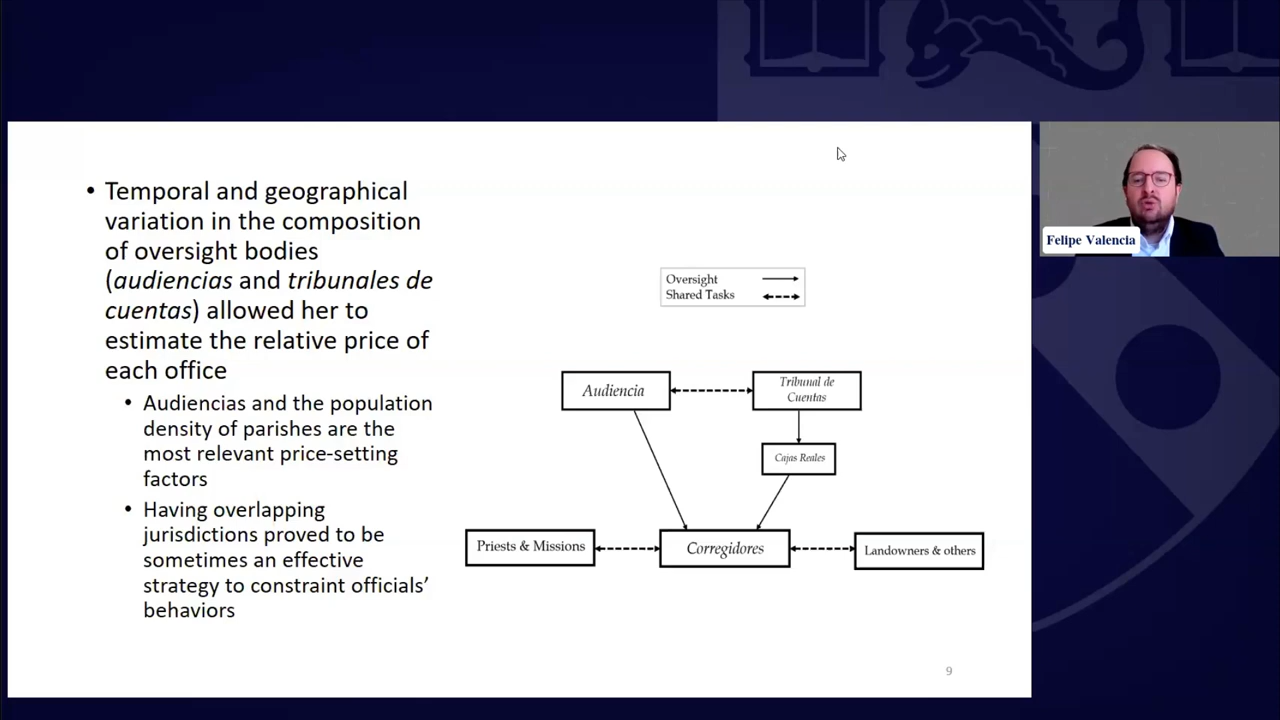 • Temporal and geographical
variation in the composition
of oversight bodies
(audiencias and tribunales de
cuentas) allowed her to
estimate the relative price of
each office
• Audiencias and the population
density of parishes are the
most relevant price-setting
factors
• Having overlapping
jurisdictions proved to be
sometimes an effective
strategy to constraint officials’
behaviors
Oversight
Shared Tasks
Audiencia
Tribunal de
Cuentas
Cajas Reales
Priests & Missions
Corregidores
Landowners & others
9
Felipe Valencia